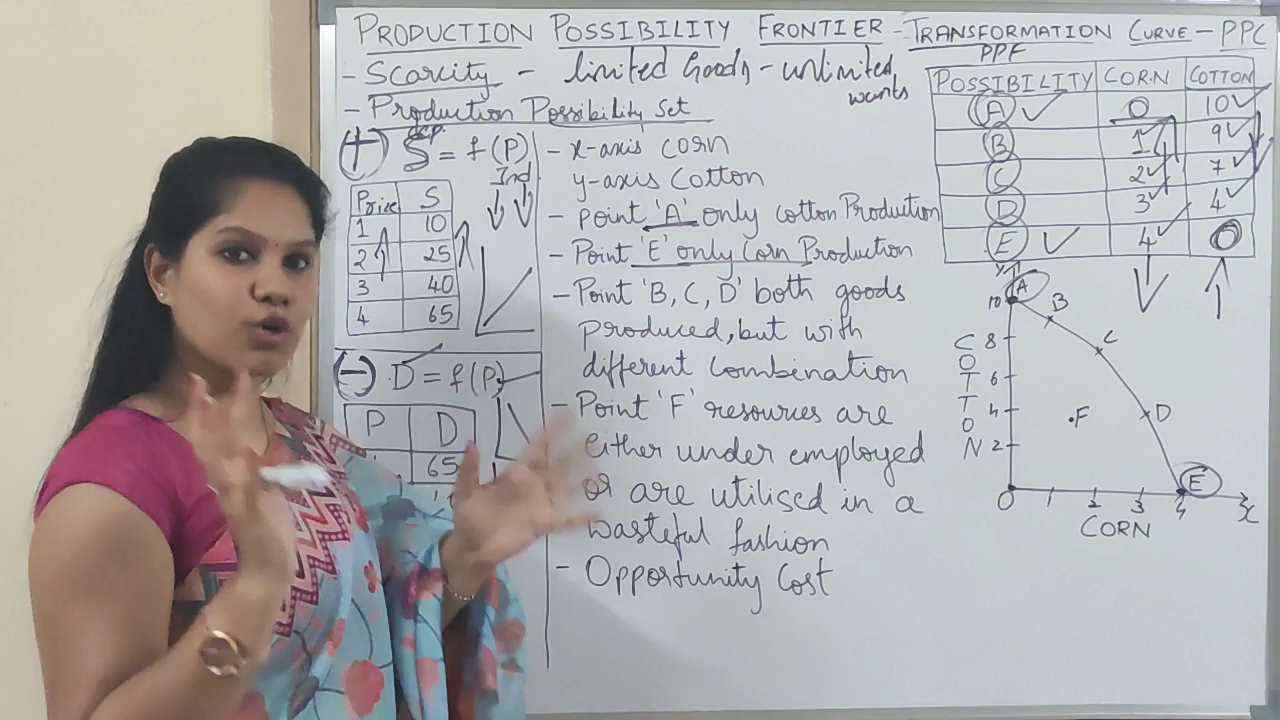 PRODUCTION POSSIBILITY FRONTIER - TRANSFORMATION CURVE - PPC
PPF
- Scarcity - limited Goods, - unlimited
wants
- Production Possibility Set
(+) S = f(P)
Price S
1 10
2 25
3 40
4 65
(-) D = f(P)
P D
65
- x-axis corn
y-axis Cotton
- point 'A' only cotton Production
- Point 'E' only Corn Production
- Point 'B, C, D' both goods
produced, but with
different Combination
- Point 'F' resources are
either under employed
or are utilised in a
wasteful fashion
- Opportunity Cost
POSSIBILITY CORN COTTON
A 0 10
B 1 9
C 2 7
D 3 4
E 4 0
Y
10 A
B
8 C
6
4 F D
2
E
0 1 2 3 4 x
COTTON
CORN